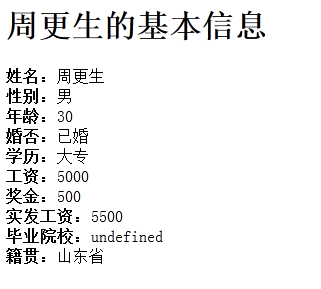 周更生的基本信息
姓名：周更生
性别：男
年龄：30
婚否：已婚
学历：大专
工资：5000
奖金：500
实发工资：5500
毕业院校：undefined
籍贯：山东省